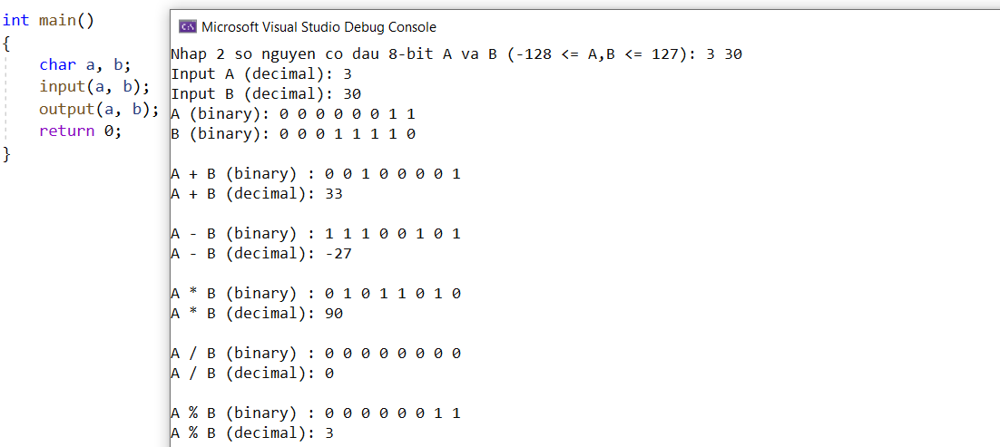 int main()
{
    char a, b;
    input(a, b);
    output(a, b);
    return 0;
}
C:\ Microsoft Visual Studio Debug Console
Nhap 2 so nguyen co dau 8-bit A va B (-128 <= A,B <= 127): 3 30
Input A (decimal): 3
Input B (decimal): 30
A (binary): 0 0 0 0 0 0 1 1
B (binary): 0 0 0 1 1 1 1 0

A + B (binary) : 0 0 1 0 0 0 0 1
A + B (decimal): 33

A - B (binary) : 1 1 1 0 0 1 0 1
A - B (decimal): -27

A * B (binary) : 0 1 0 1 1 0 1 0
A * B (decimal): 90

A / B (binary) : 0 0 0 0 0 0 0 0
A / B (decimal): 0

A % B (binary) : 0 0 0 0 0 0 1 1
A % B (decimal): 3